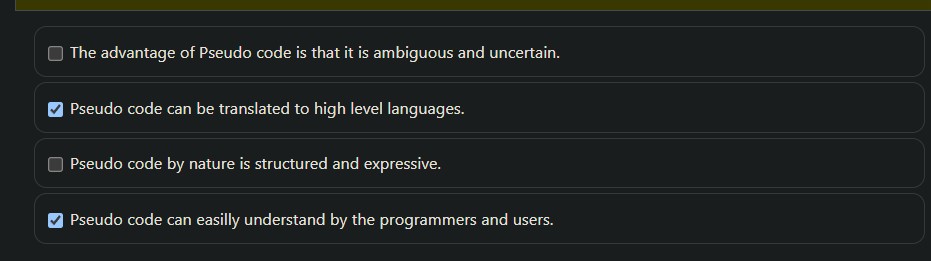 The advantage of Pseudo code is that it is ambiguous and uncertain.
Pseudo code can be translated to high level languages.
Pseudo code by nature is structured and expressive.
Pseudo code can easilly understand by the programmers and users.